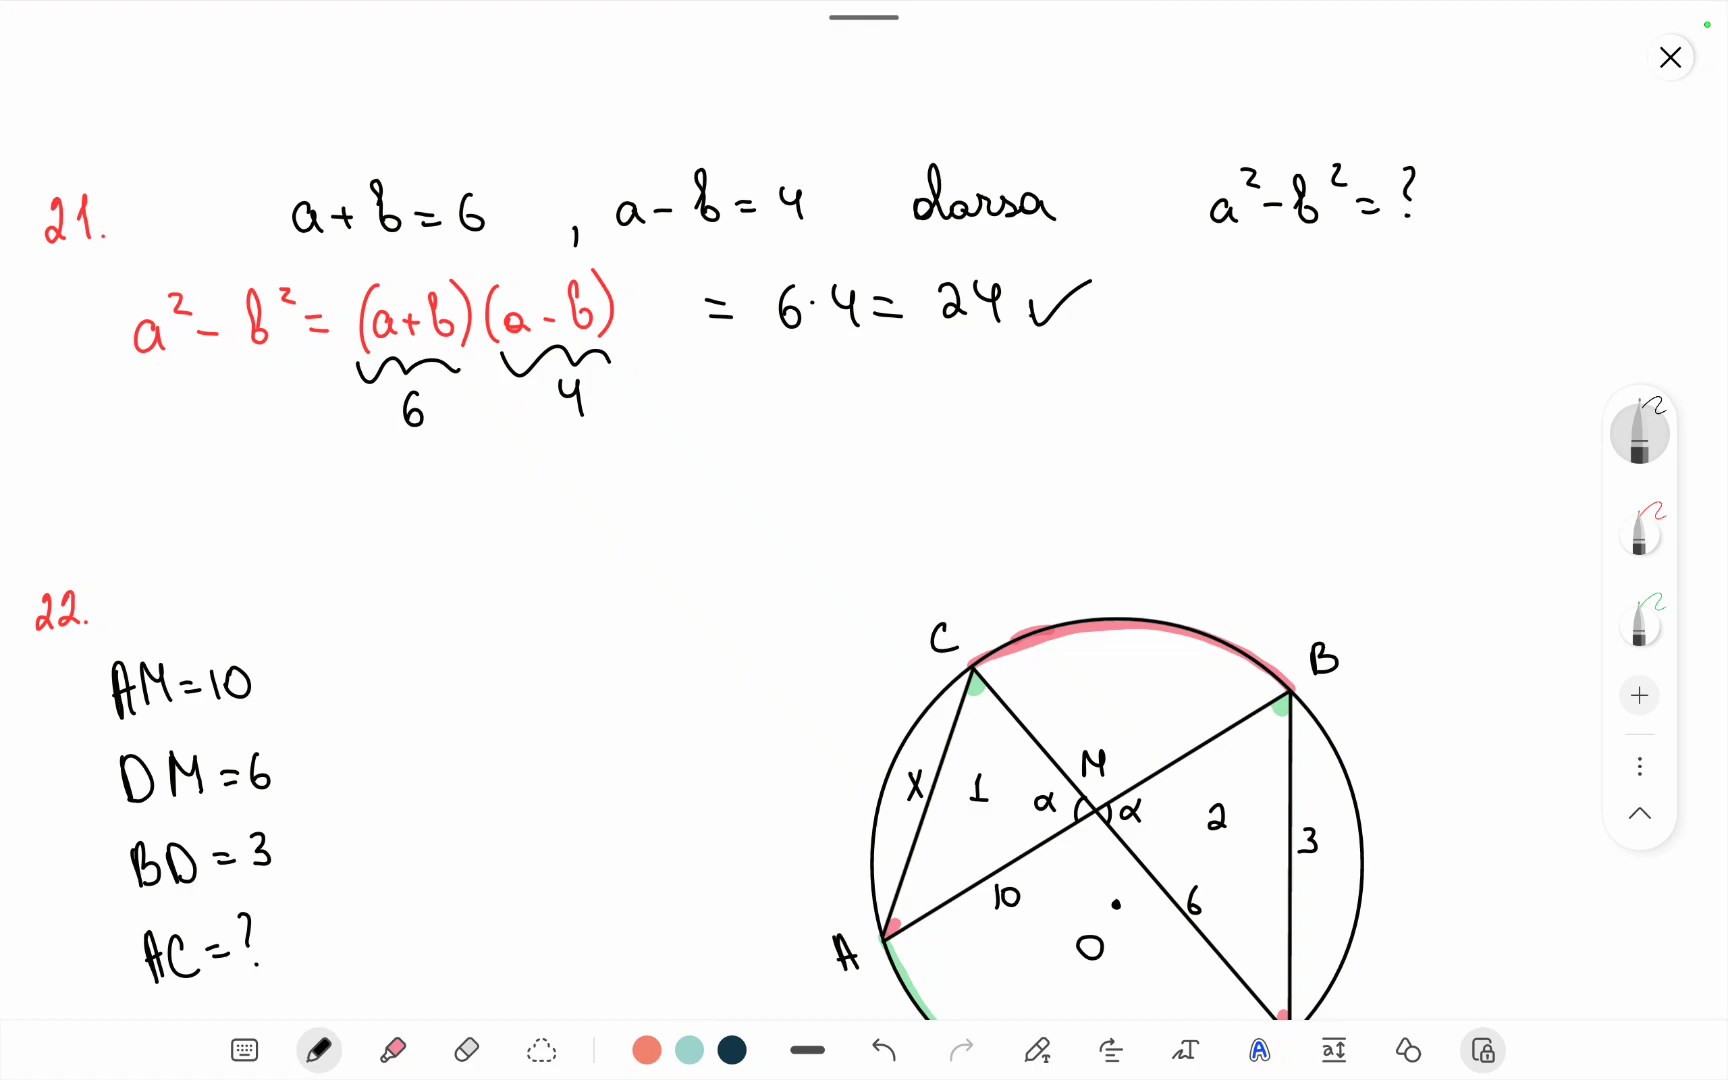 21. a + b = 6 , a - b = 4 darsa a² - b² = ?
a² - b² = (a+b)(a-b) = 6·4 = 24 ✓
6 4
22.
AM = 10
DM = 6
BD = 3
AC = ?
C
B
M
X 1 α α 2 3
10 6
A O